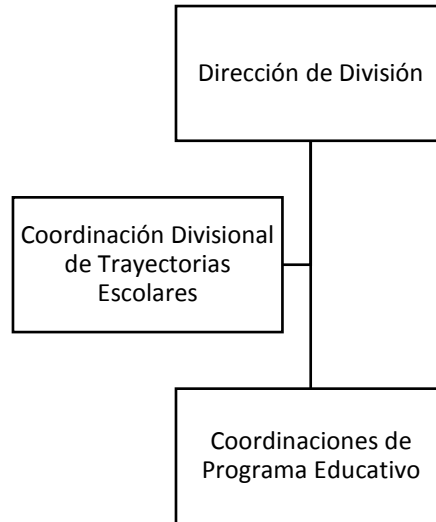 Dirección de División
Coordinación Divisional
de Trayectorias
Escolares
Coordinaciones de
Programa Educativo